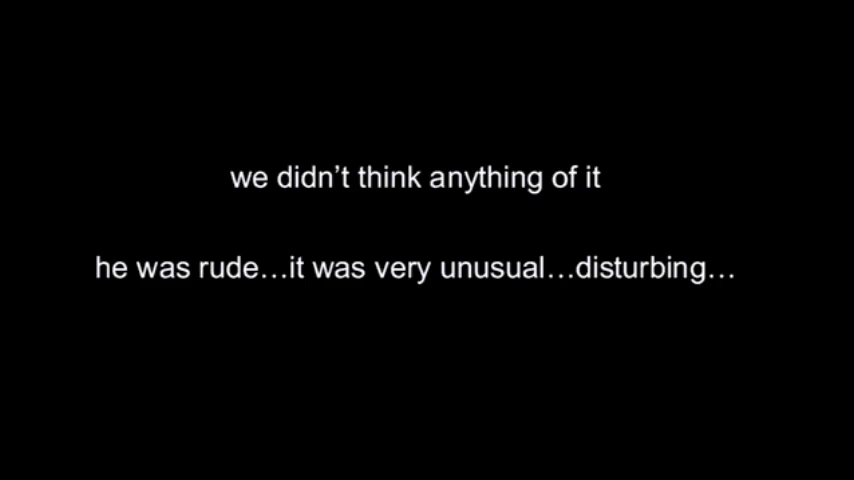 we didn’t think anything of it
he was rude…it was very unusual…disturbing…